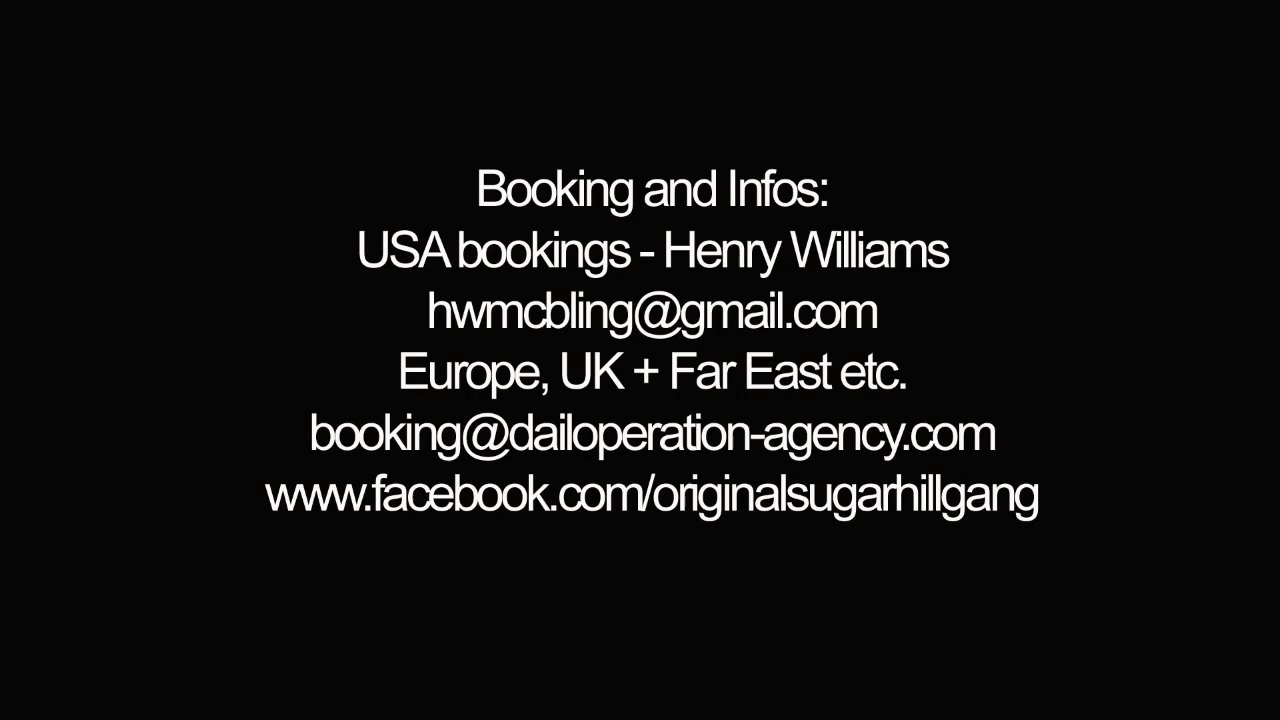 Booking and Infos:
USA bookings - Henry Williams
hwmcbling@gmail.com
Europe, UK + Far East etc.
booking@dailoperation-agency.com
www.facebook.com/originalsugarhillgang